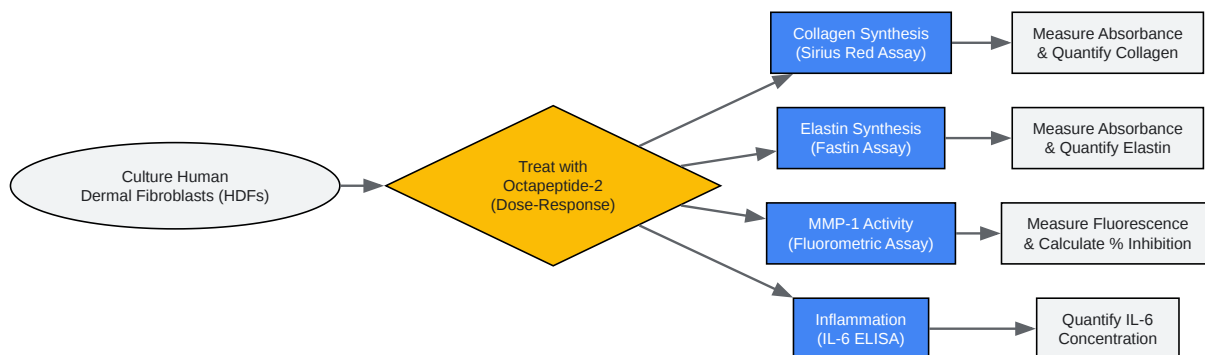 Culture Human
Dermal Fibroblasts (HDFs)
Treat with
Octapeptide-2
(Dose-Response)
Collagen Synthesis
(Sirius Red Assay)
Measure Absorbance
& Quantify Collagen
Elastin Synthesis
(Fastin Assay)
Measure Absorbance
& Quantify Elastin
MMP-1 Activity
(Fluorometric Assay)
Measure Fluorescence
& Calculate % Inhibition
Inflammation
(IL-6 ELISA)
Quantify IL-6
Concentration